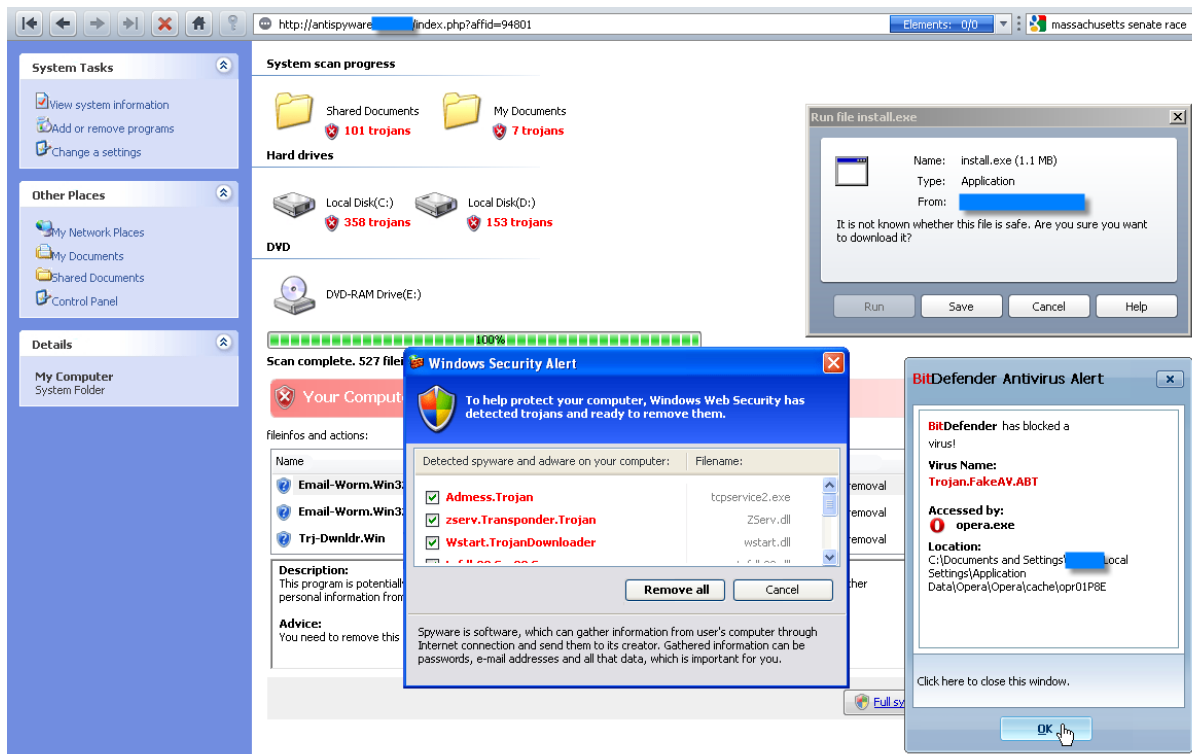 http://antispyware
/index.php?affid=94801
Elements: 0/0
massachusetts senate race
System Tasks
View system information
Add or remove programs
Change a settings
Other Places
My Network Places
My Documents
Shared Documents
Control Panel
Details
My Computer
System Folder
System scan progress
Shared Documents
101 trojans
My Documents
7 trojans
Hard drives
Local Disk(C:)
358 trojans
Local Disk(D:)
153 trojans
DVD
DVD-RAM Drive(E:)
100%
Scan complete. 527 filei
Your Comput
fileinfos and actions:
Name
Email-Worm.Win32
emoval
Email-Worm.Win3
emoval
Trj-Dwnldr.Win
emoval
Description:
This program is potentiall
ther
personal information from
Advice:
You need to remove this
Full sy
Windows Security Alert
To help protect your computer, Windows Web Security has
detected trojans and ready to remove
them.
Detected spyware and adware on your computer:
Filename:
Admess.Trojan
tcpservice2.exe
zserv.Transponder.Trojan
ZServ.dll
Wstart.TrojanDownloader
wstart.dll
Remove all
Cancel
Spyware is software, which can gather information from user's computer through
Internet connection and send them to its creator. Gathered information can be
passwords, e-mail addresses and all that data, which is important for you.
Run file install.exe
Name: install.exe (1.1 MB)
Type: Application
From:
It is not known whether this file is safe. Are you sure you want
to download it?
Run
Save
Cancel
Help
BitDefender Antivirus Alert
BitDefender has blocked a
virus!
Virus Name:
Trojan.FakeAV.ABT
Accessed by:
opera.exe
Location:
C:\Documents and Settings\
Local
Settings\Application
Data\Opera\Opera\cache\opr01P8E
Click here to close this window.
OK